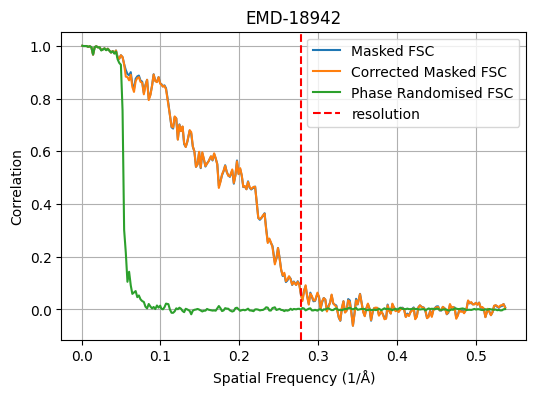 EMD-18942
Masked FSC
Corrected Masked FSC
Phase Randomised FSC
resolution
Correlation
1.0
0.8
0.6
0.4
0.2
0.0
0.0 0.1 0.2 0.3 0.4 0.5
Spatial Frequency (1/Å)